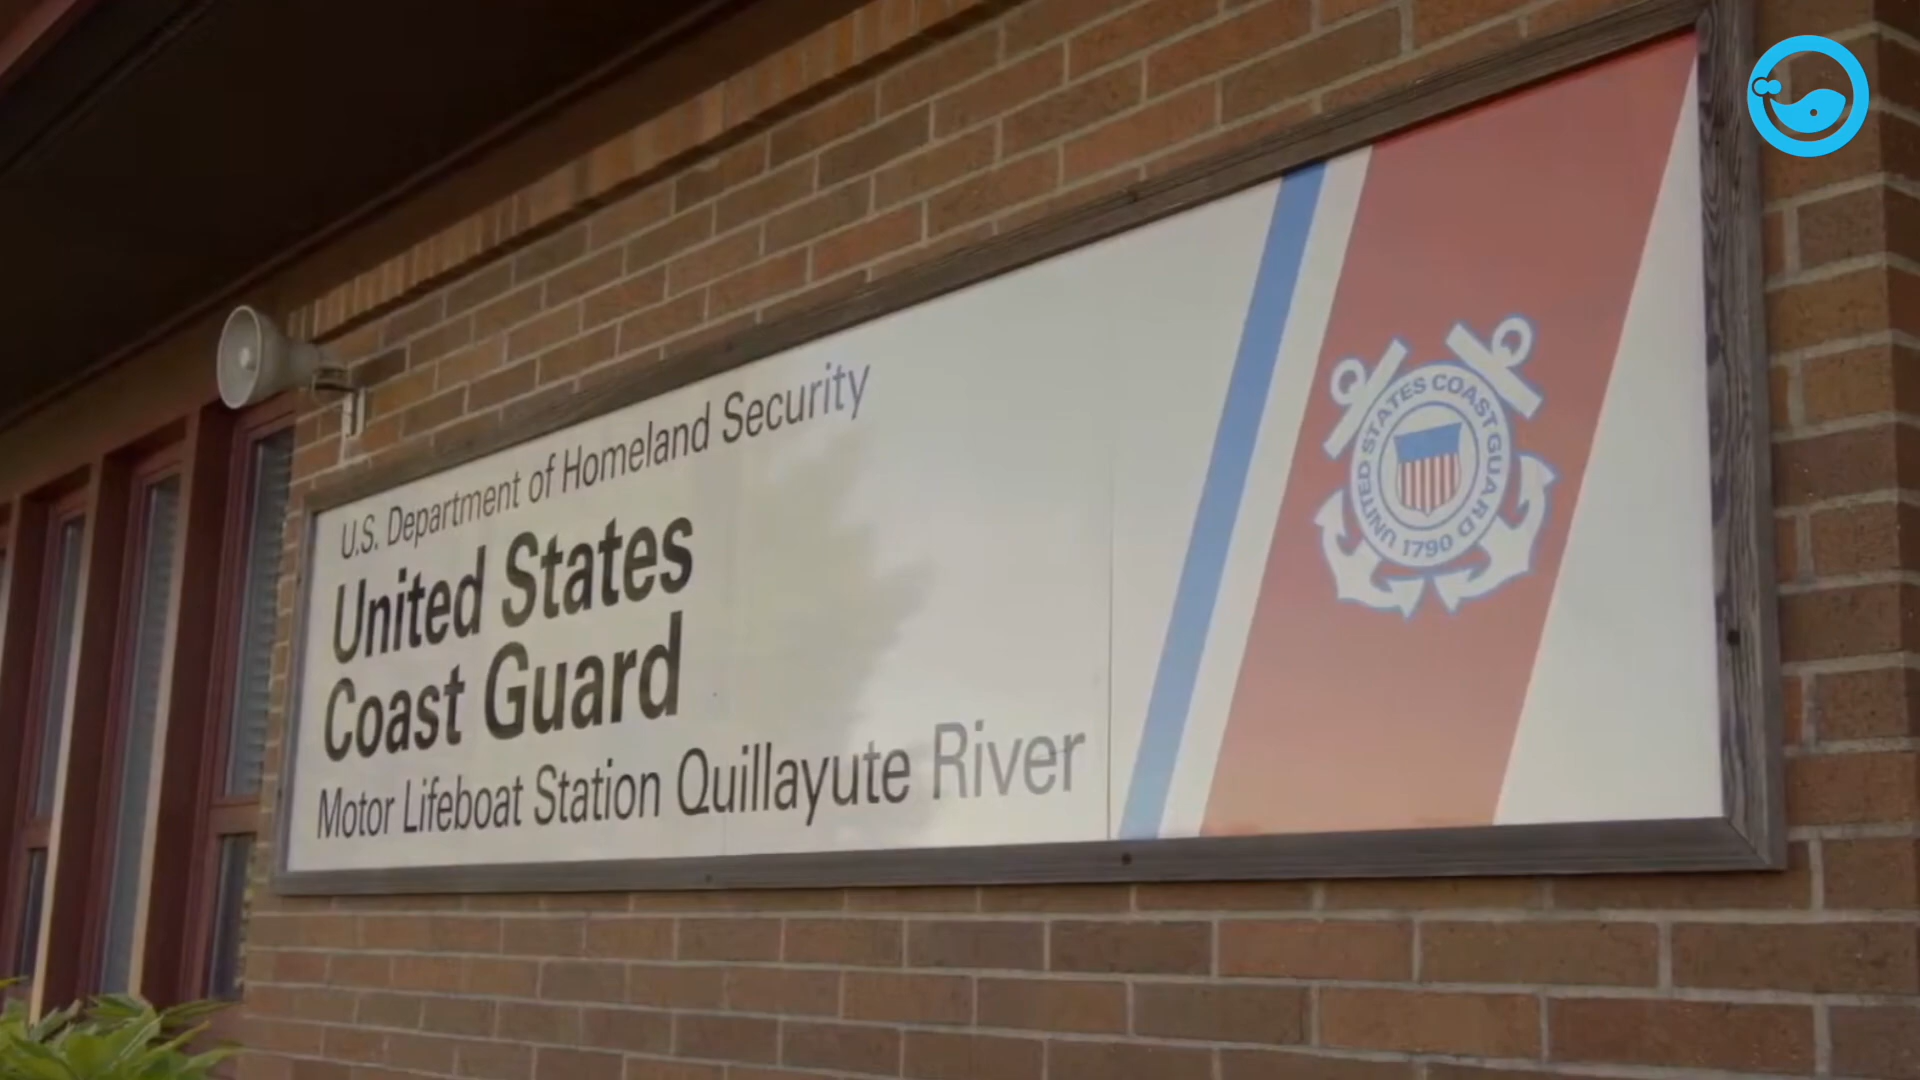 U.S. Department of Homeland Security
United States
Coast Guard
Motor Lifeboat Station Quillayute River
UNITED STATES COAST GUARD
1790